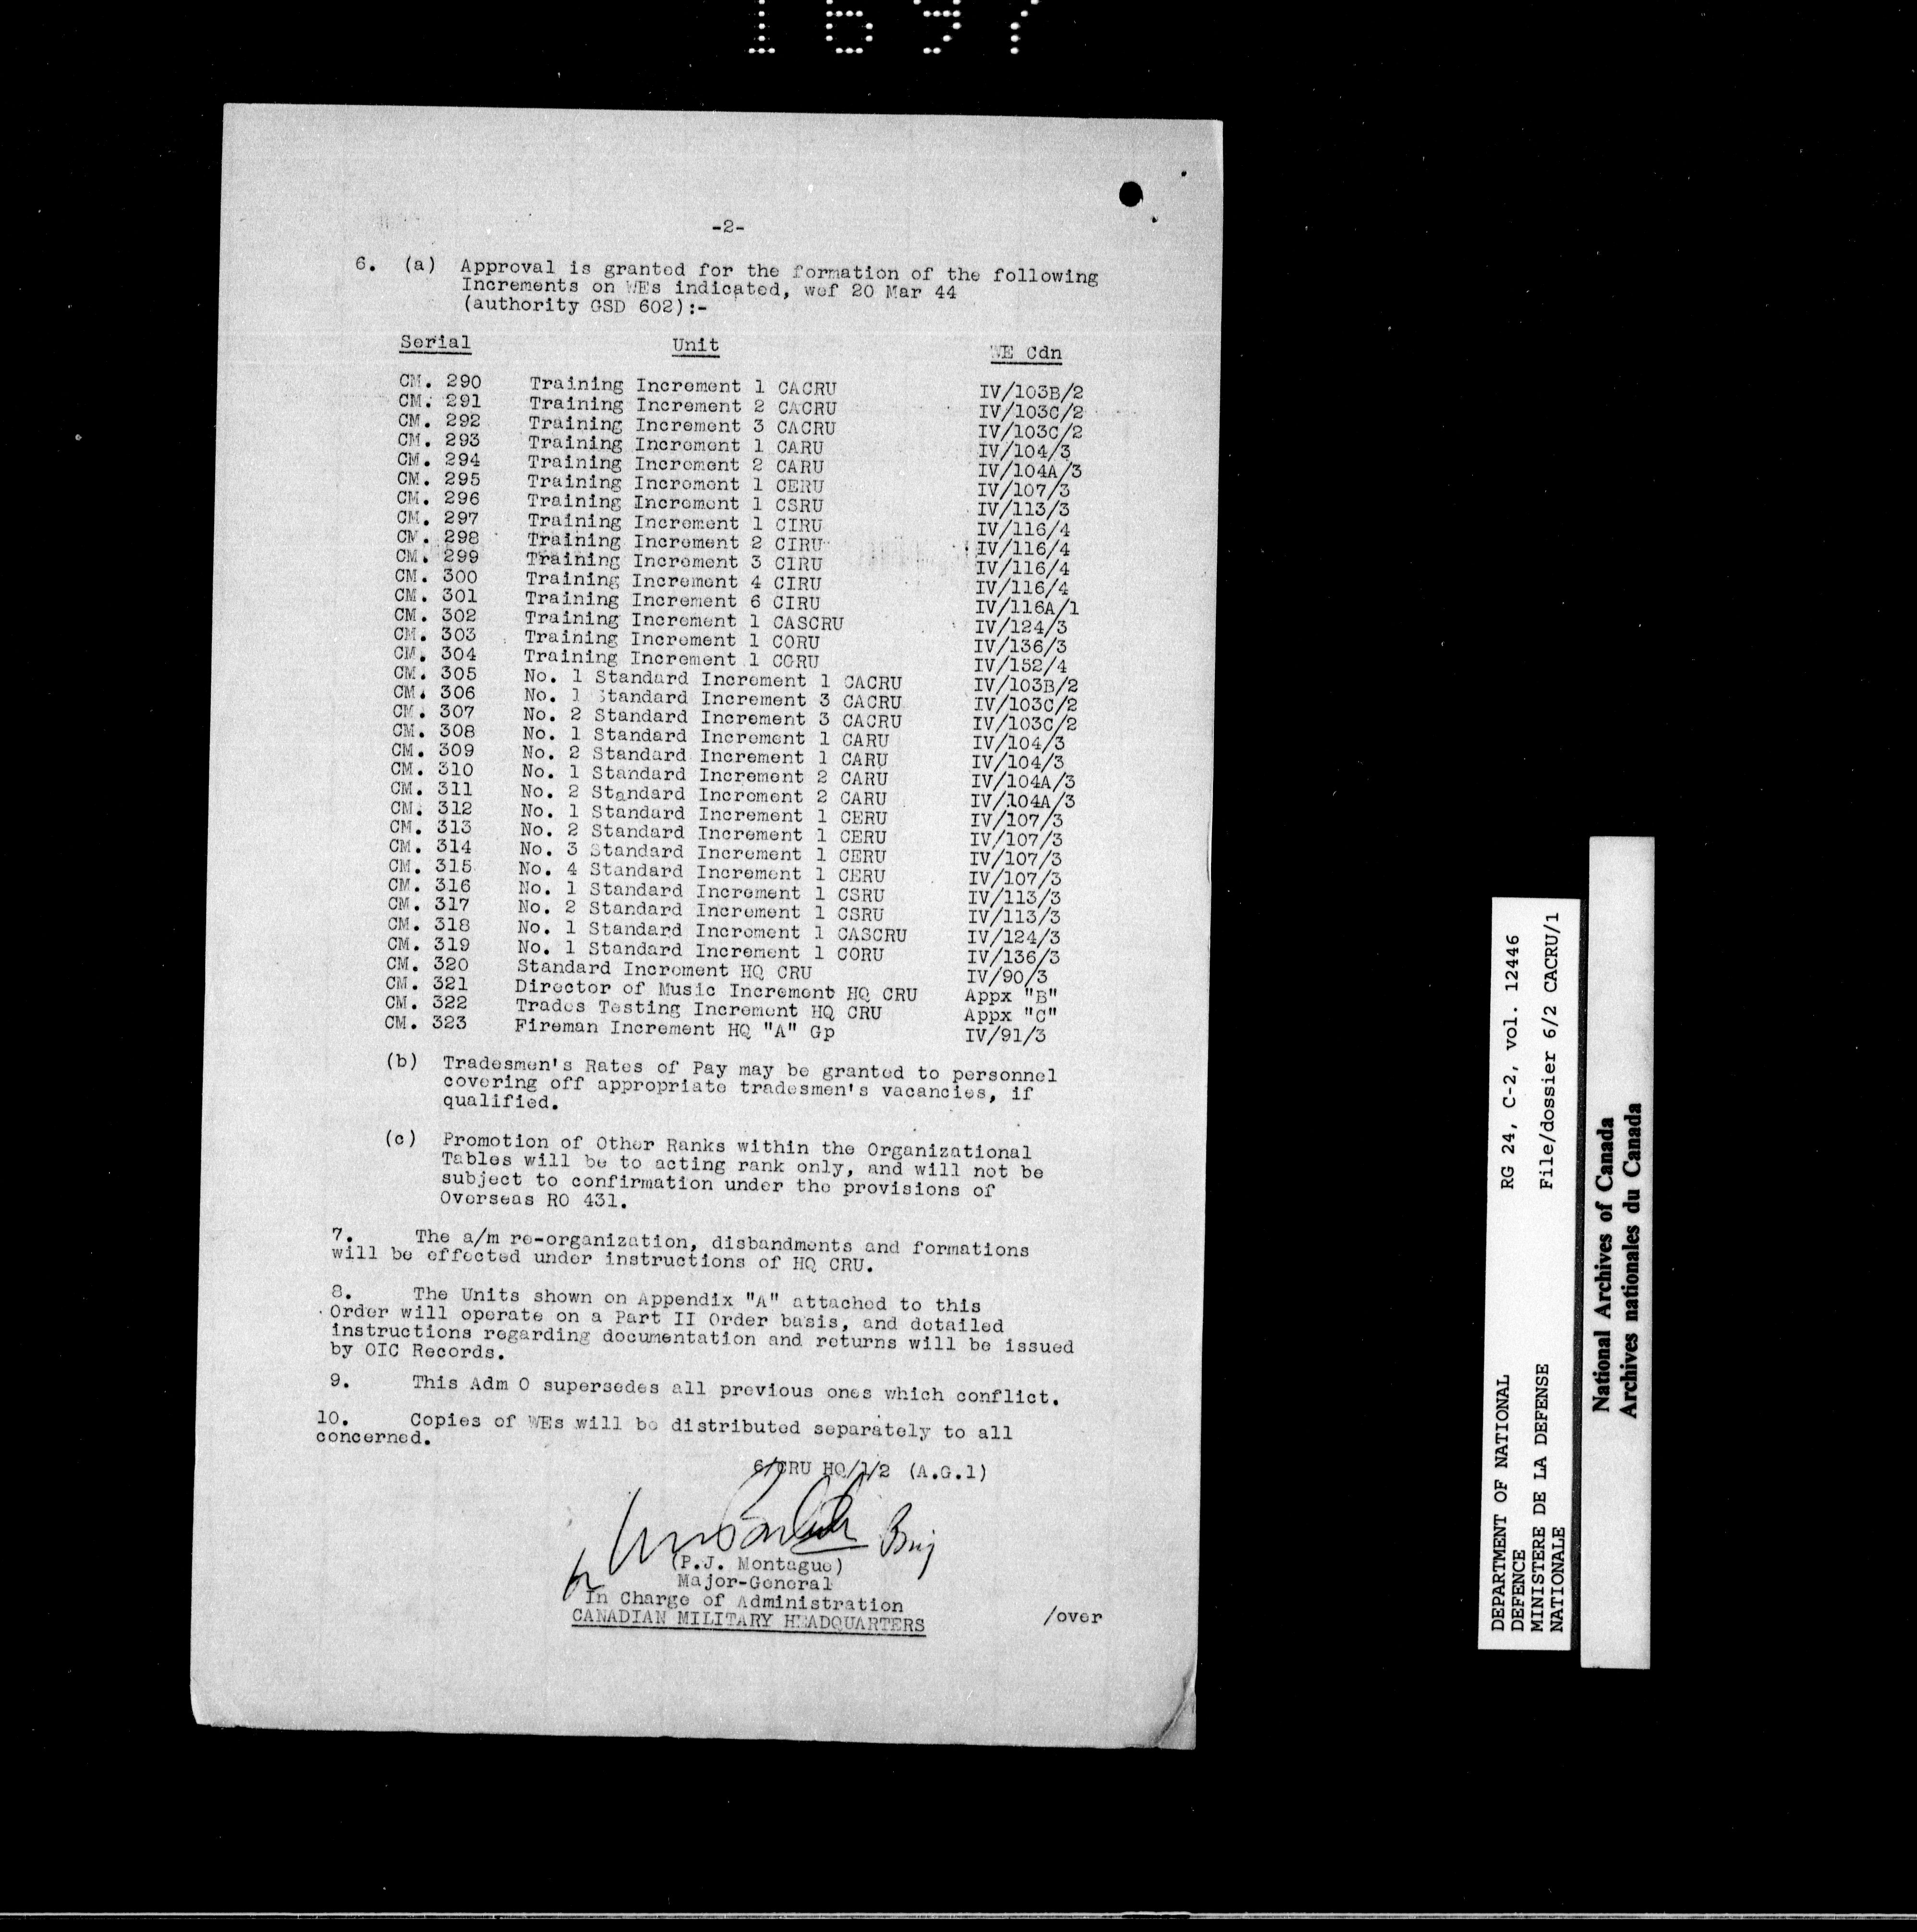 1697
-2-
6. (a) Approval is granted for the formation of the following
Increments on WEs indicated, wef 20 Mar 44
(authority GSD 602):-
Serial Unit WE Cdn
CM. 290 Training Increment 1 CACRU IV/103B/2
CM. 291 Training Increment 2 CACRU IV/103C/2
CM. 292 Training Increment 3 CACRU IV/103C/2
CM. 293 Training Increment 1 CARU IV/104/3
CM. 294 Training Increment 2 CARU IV/104A/3
CM. 295 Training Increment 1 CERU IV/107/3
CM. 296 Training Increment 1 CSRU IV/113/3
CM. 297 Training Increment 1 CIRU IV/116/4
CM. 298 Training Increment 2 CIRU IV/116/4
CM. 299 Training Increment 3 CIRU IV/116/4
CM. 300 Training Increment 4 CIRU IV/116/4
CM. 301 Training Increment 6 CIRU IV/116A/1
CM. 302 Training Increment 1 CASCRU IV/124/3
CM. 303 Training Increment 1 CORU IV/136/3
CM. 304 Training Increment 1 CGRU IV/152/4
CM. 305 No. 1 Standard Increment 1 CACRU IV/103B/2
CM. 306 No. 1 Standard Increment 3 CACRU IV/103C/2
CM. 307 No. 2 Standard Increment 3 CACRU IV/103C/2
CM. 308 No. 1 Standard Increment 1 CARU IV/104/3
CM. 309 No. 2 Standard Increment 1 CARU IV/104/3
CM. 310 No. 1 Standard Increment 2 CARU IV/104A/3
CM. 311 No. 2 Standard Increment 2 CARU IV/104A/3
CM. 312 No. 1 Standard Increment 1 CERU IV/107/3
CM. 313 No. 2 Standard Increment 1 CERU IV/107/3
CM. 314 No. 3 Standard Increment 1 CERU IV/107/3
CM. 315 No. 4 Standard Increment 1 CERU IV/107/3
CM. 316 No. 1 Standard Increment 1 CSRU IV/113/3
CM. 317 No. 2 Standard Increment 1 CSRU IV/113/3
CM. 318 No. 1 Standard Increment 1 CASCRU IV/124/3
CM. 319 No. 1 Standard Increment 1 CORU IV/136/3
CM. 320 Standard Increment HQ CRU IV/90/3
CM. 321 Director of Music Increment HQ CRU Appx "B"
CM. 322 Trades Testing Increment HQ CRU Appx "C"
CM. 323 Fireman Increment HQ "A" Gp IV/91/3
(b) Tradesmen's Rates of Pay may be granted to personnel
covering off appropriate tradesmen's vacancies, if
qualified.
(c) Promotion of Other Ranks within the Organizational
Tables will be to acting rank only, and will not be
subject to confirmation under the provisions of
Overseas RO 431.
7. The a/m re-organization, disbandments and formations
will be effected under instructions of HQ CRU.
8. The Units shown on Appendix "A" attached to this
Order will operate on a Part II Order basis, and detailed
instructions regarding documentation and returns will be issued
by OIC Records.
9. This Adm O supersedes all previous ones which conflict.
10. Copies of WEs will be distributed separately to all
concerned.
6/CRU HQ/1/2 (A.G.1)
Brig
(P.J. Montague)
Major-General
In Charge of Administration
CANADIAN MILITARY HEADQUARTERS
/over
DEPARTMENT OF NATIONAL
DEFENCE
MINISTERE DE LA DEFENSE
NATIONALE
RG 24, C-2, vol. 12446
File/dossier 6/2 CACRU/1
National Archives of Canada
Archives nationales du Canada